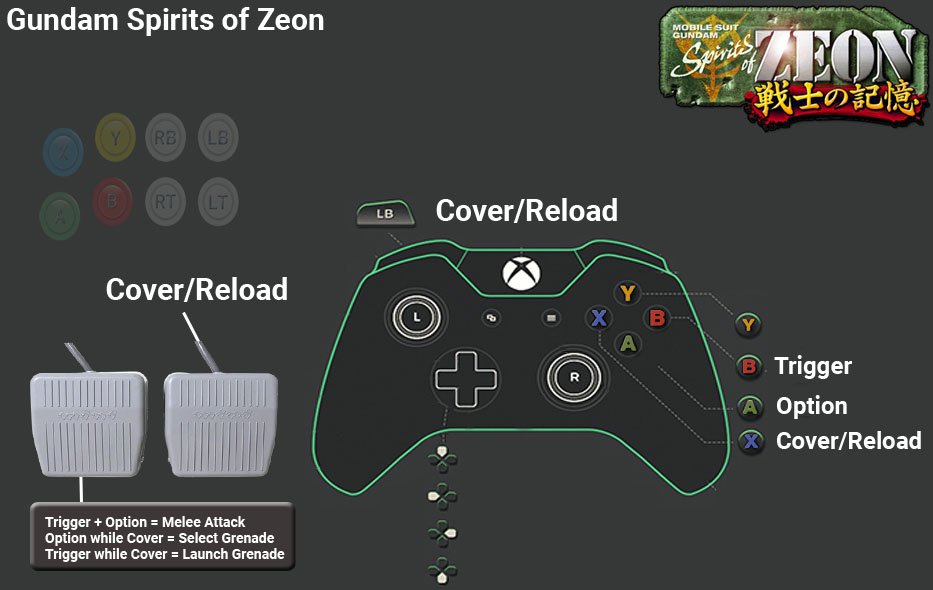 Gundam Spirits of Zeon
MOBILE SUIT
GUNDAM
Spirits
of
ZEON
戦士の記憶
X
Y
RB
LB
A
B
RT
LT
LB
Cover/Reload
Cover/Reload
L
Y
X
B
A
R
Y
B
Trigger
A
Option
X
Cover/Reload
Trigger + Option = Melee Attack
Option while Cover = Select Grenade
Trigger while Cover = Launch Grenade